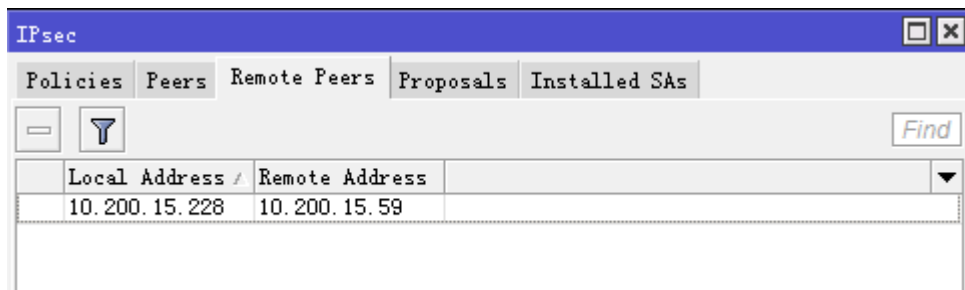 IPsec
Policies Peers Remote Peers Proposals Installed SAs
Find
Local Address Remote Address
10.200.15.228 10.200.15.59